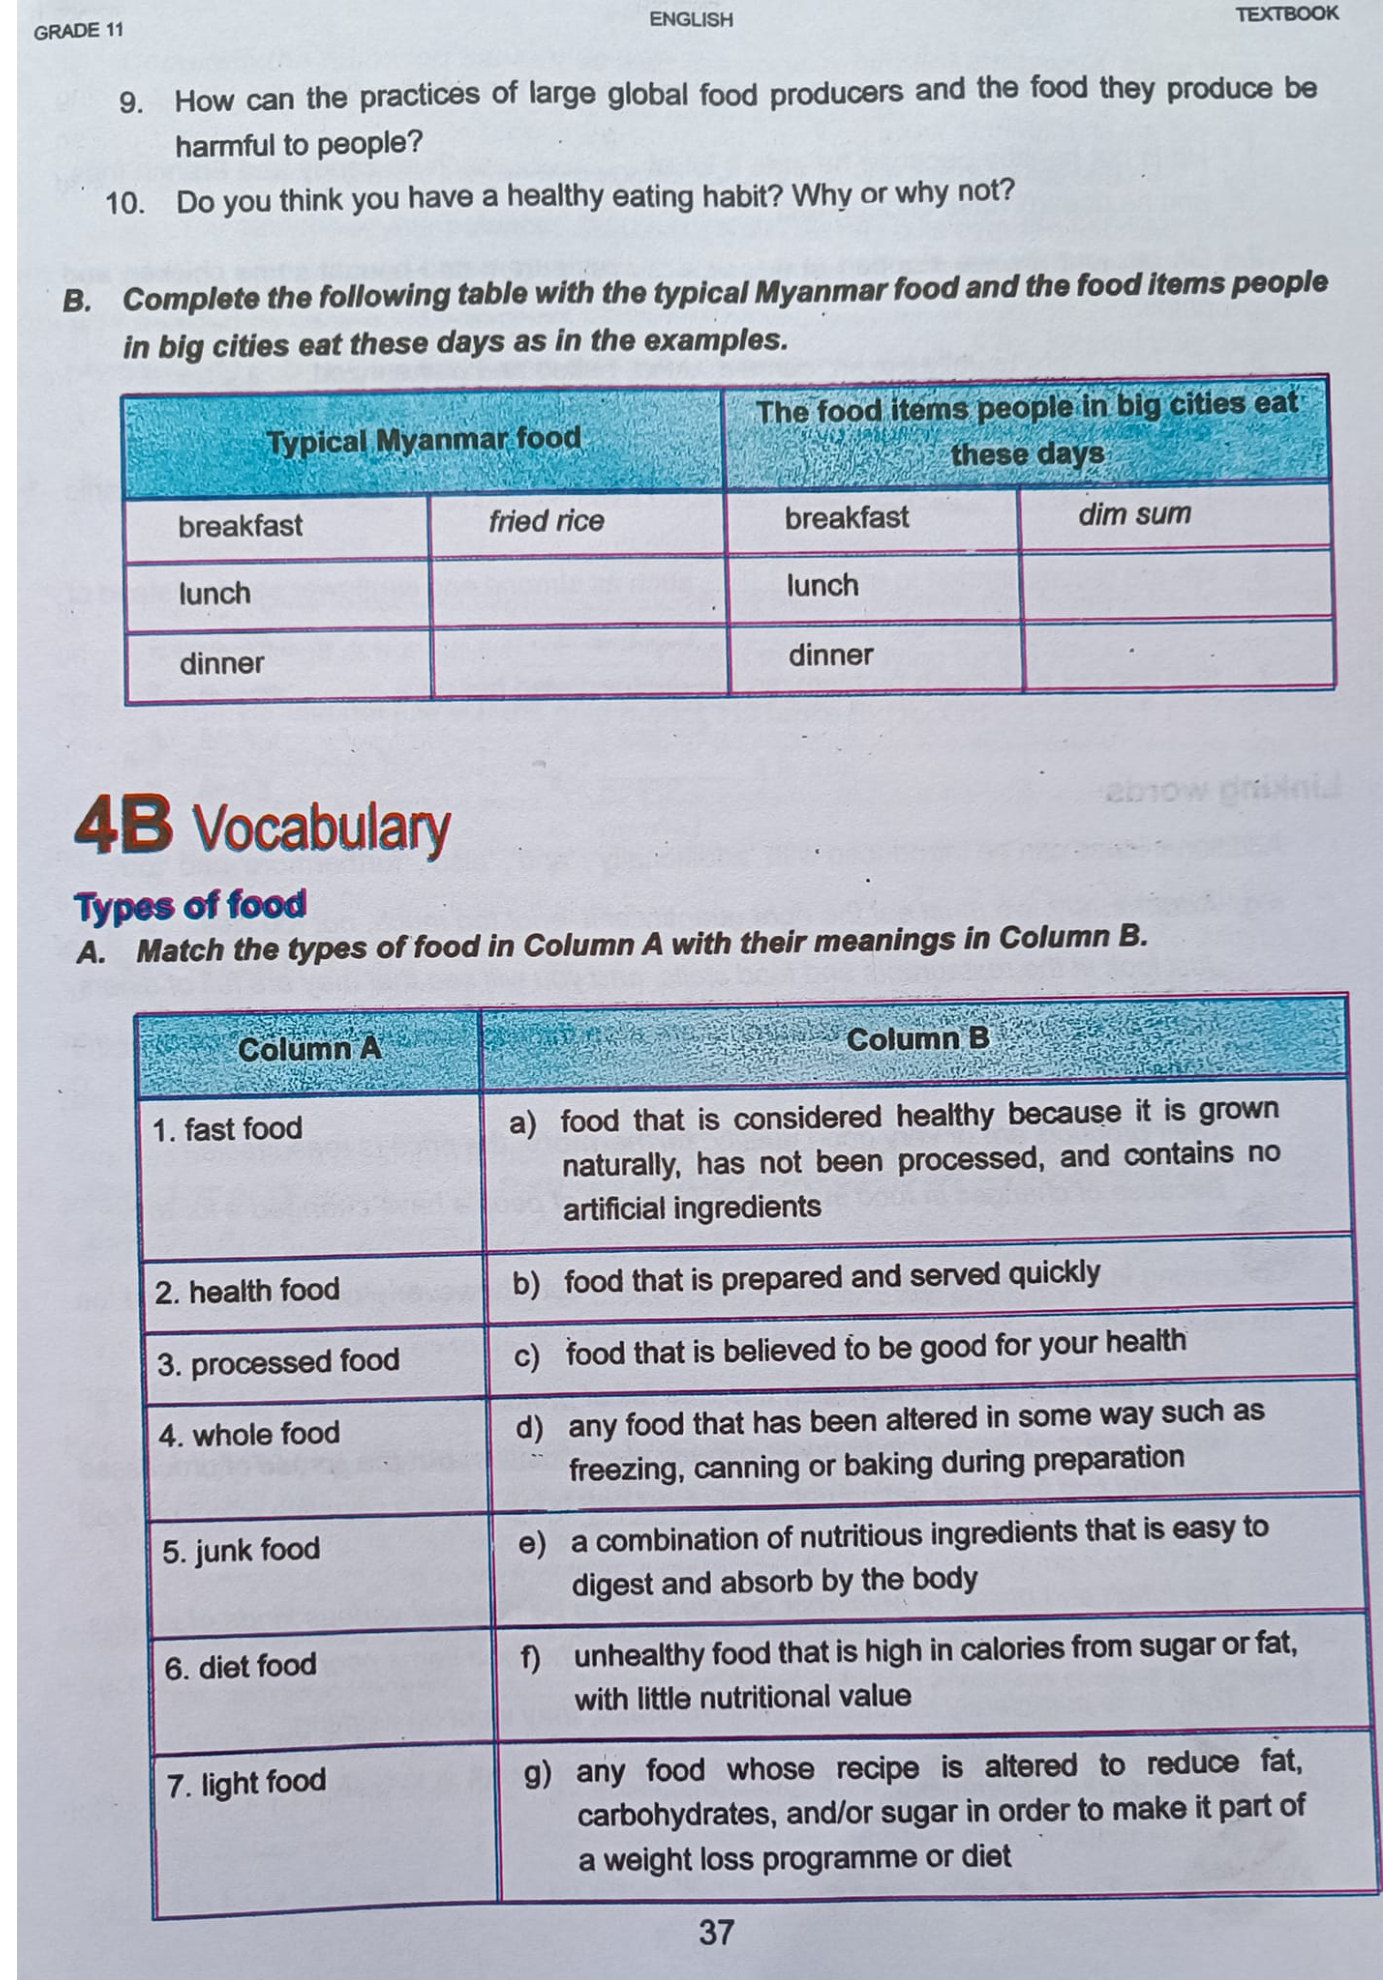 GRADE 11 ENGLISH TEXTBOOK
9. How can the practices of large global food producers and the food they produce be
harmful to people?
10. Do you think you have a healthy eating habit? Why or why not?
B. Complete the following table with the typical Myanmar food and the food items people
in big cities eat these days as in the examples.
Typical Myanmar food
The food items people in big cities eat
these days
breakfast fried rice breakfast dim sum
lunch lunch
dinner dinner
4B Vocabulary
Types of food
A. Match the types of food in Column A with their meanings in Column B.
Column A Column B
1. fast food a) food that is considered healthy because it is grown
naturally, has not been processed, and contains no
artificial ingredients
2. health food b) food that is prepared and served quickly
3. processed food c) food that is believed to be good for your health
4. whole food d) any food that has been altered in some way such as
freezing, canning or baking during preparation
5. junk food e) a combination of nutritious ingredients that is easy to
digest and absorb by the body
6. diet food f) unhealthy food that is high in calories from sugar or fat,
with little nutritional value
7. light food g) any food whose recipe is altered to reduce fat,
carbohydrates, and/or sugar in order to make it part of
a weight loss programme or diet
37